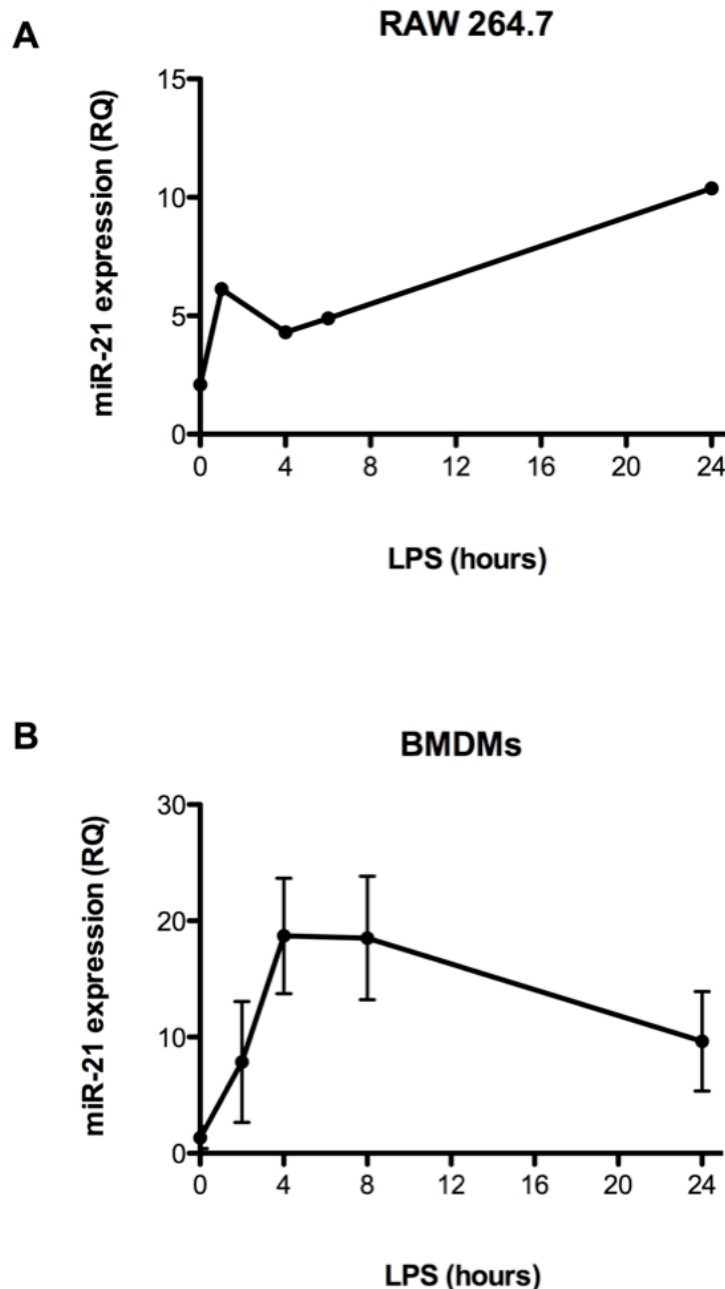 A
RAW 264.7
15
10
5
0
miR-21 expression (RQ)
0 4 8 12 16 20 24
LPS (hours)
B
BMDMs
30
20
10
0
miR-21 expression (RQ)
0 4 8 12 16 20 24
LPS (hours)